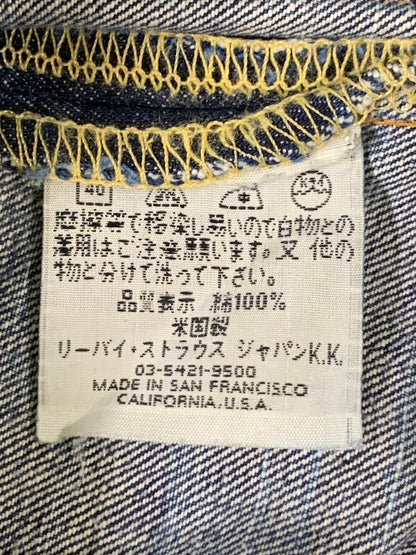 40
摩擦等で移染し易いので白物との
着用はご注意願います。又 他の
物と分けて洗って下さい。
品質表示 綿100%
米国製
リーバイ・ストラウス ジャパンK.K.
03-5421-9500
MADE IN SAN FRANCISCO
CALIFORNIA, U.S.A.